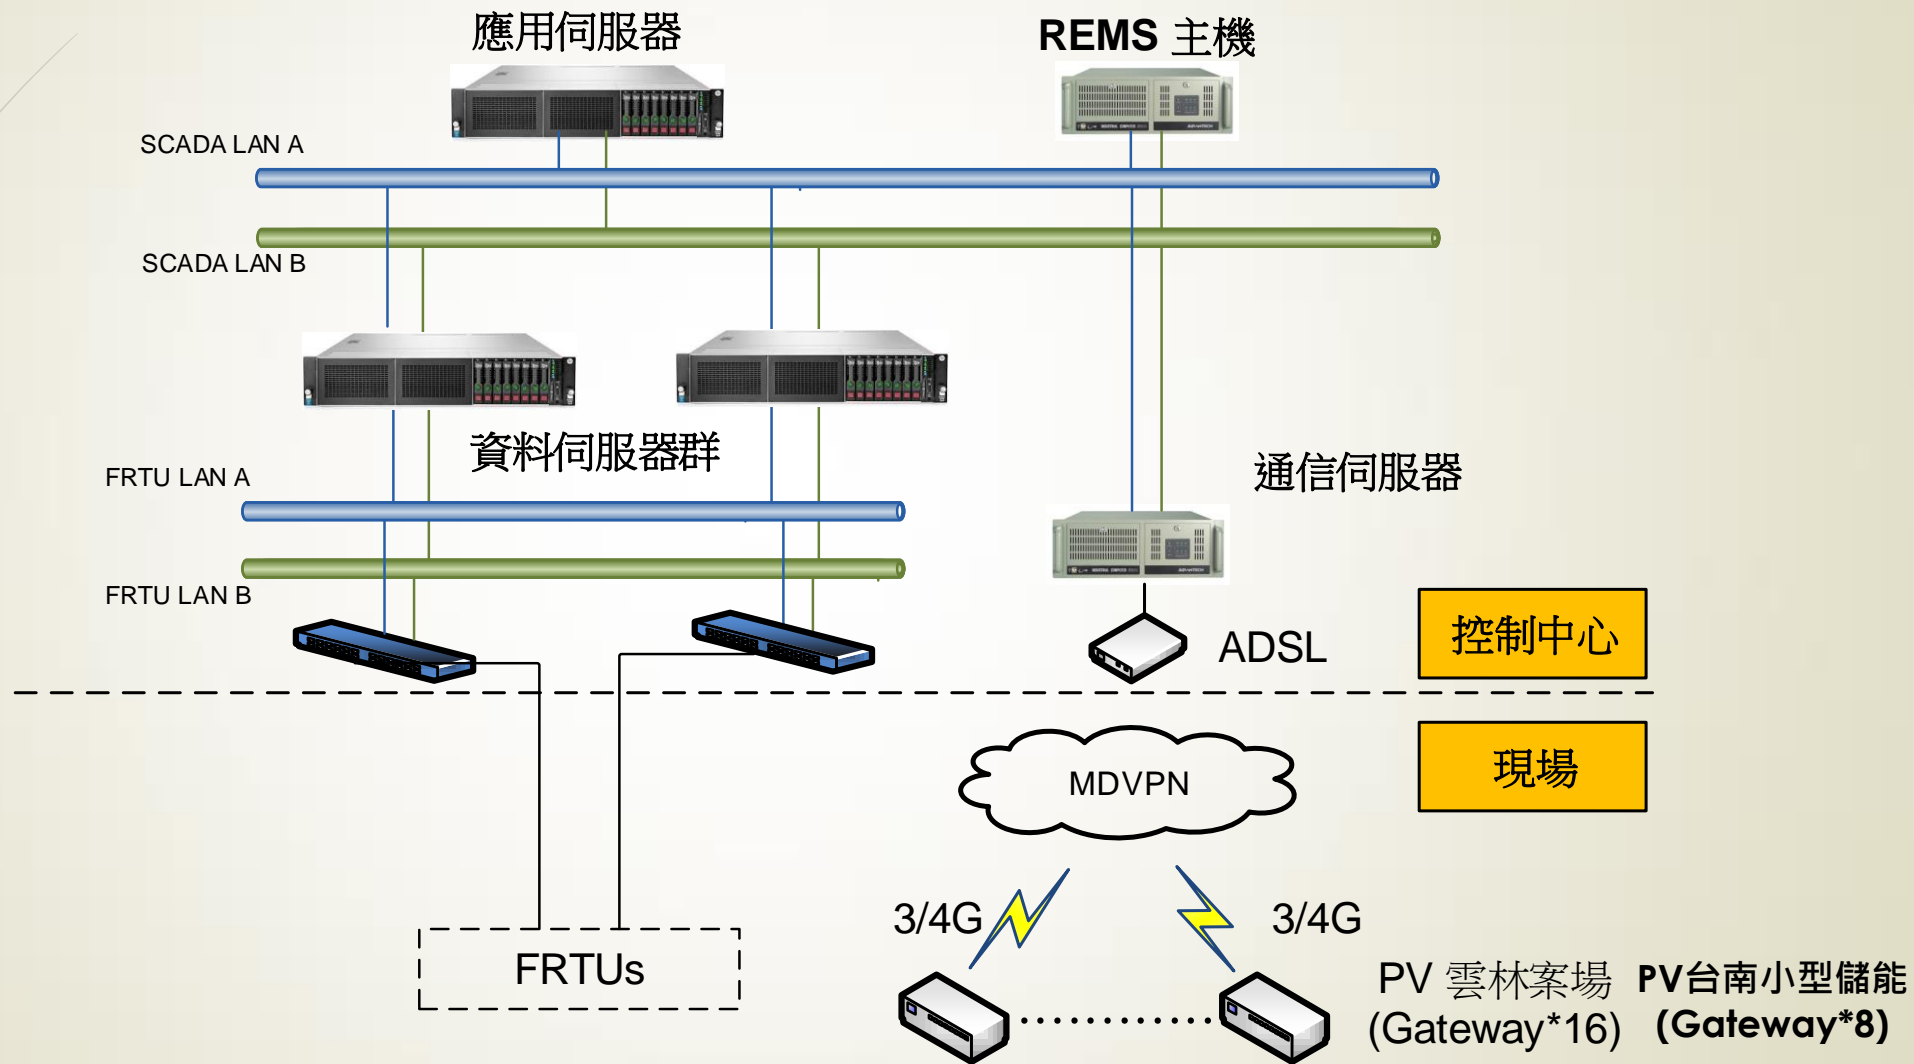 應用伺服器
REMS 主機
SCADA LAN A
SCADA LAN B
資料伺服器群
FRTU LAN A
通信伺服器
FRTU LAN B
ADSL
控制中心
MDVPN
現場
3/4G
3/4G
FRTUs
PV 雲林案場
(Gateway*16)
PV台南小型儲能
(Gateway*8)